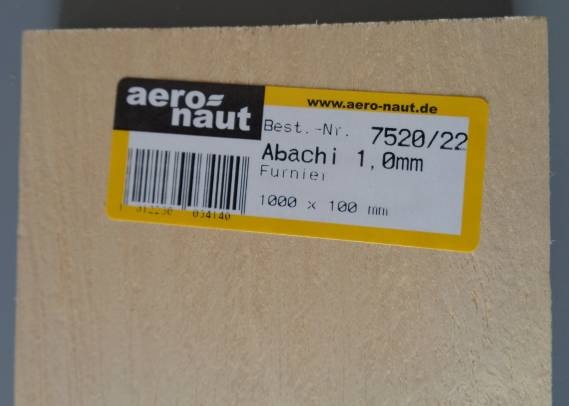 aero-
naut
www.aero-naut.de
Best.-Nr. 7520/22
Abachi 1,0mm
Furnier
1000 x 100 mm